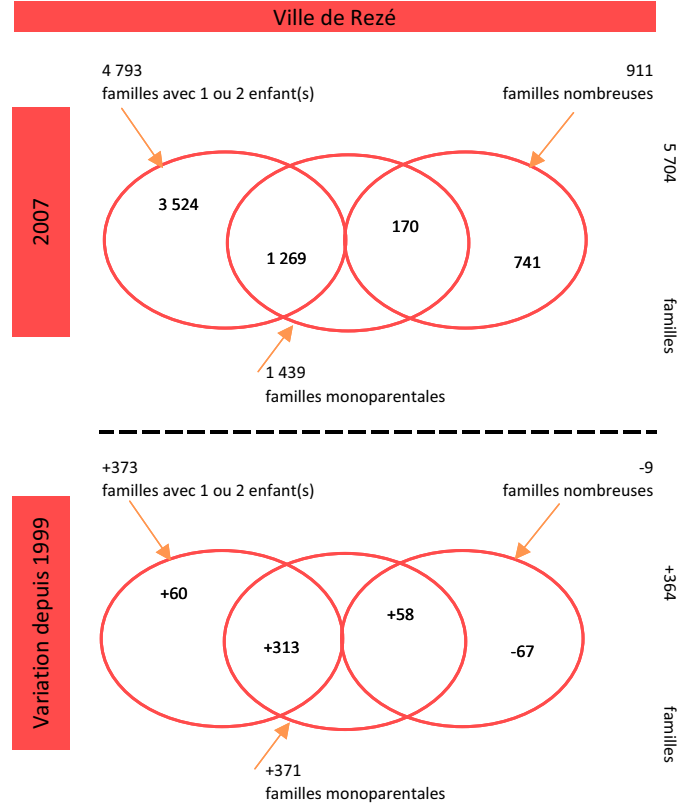 Ville de Rezé
4 793
familles avec 1 ou 2 enfant(s)
911
familles nombreuses
2007
3 524
1 269
170
741
5 704
familles
1 439
familles monoparentales
+373
familles avec 1 ou 2 enfant(s)
-9
familles nombreuses
Variation depuis 1999
+60
+313
+58
-67
+364
familles
+371
familles monoparentales